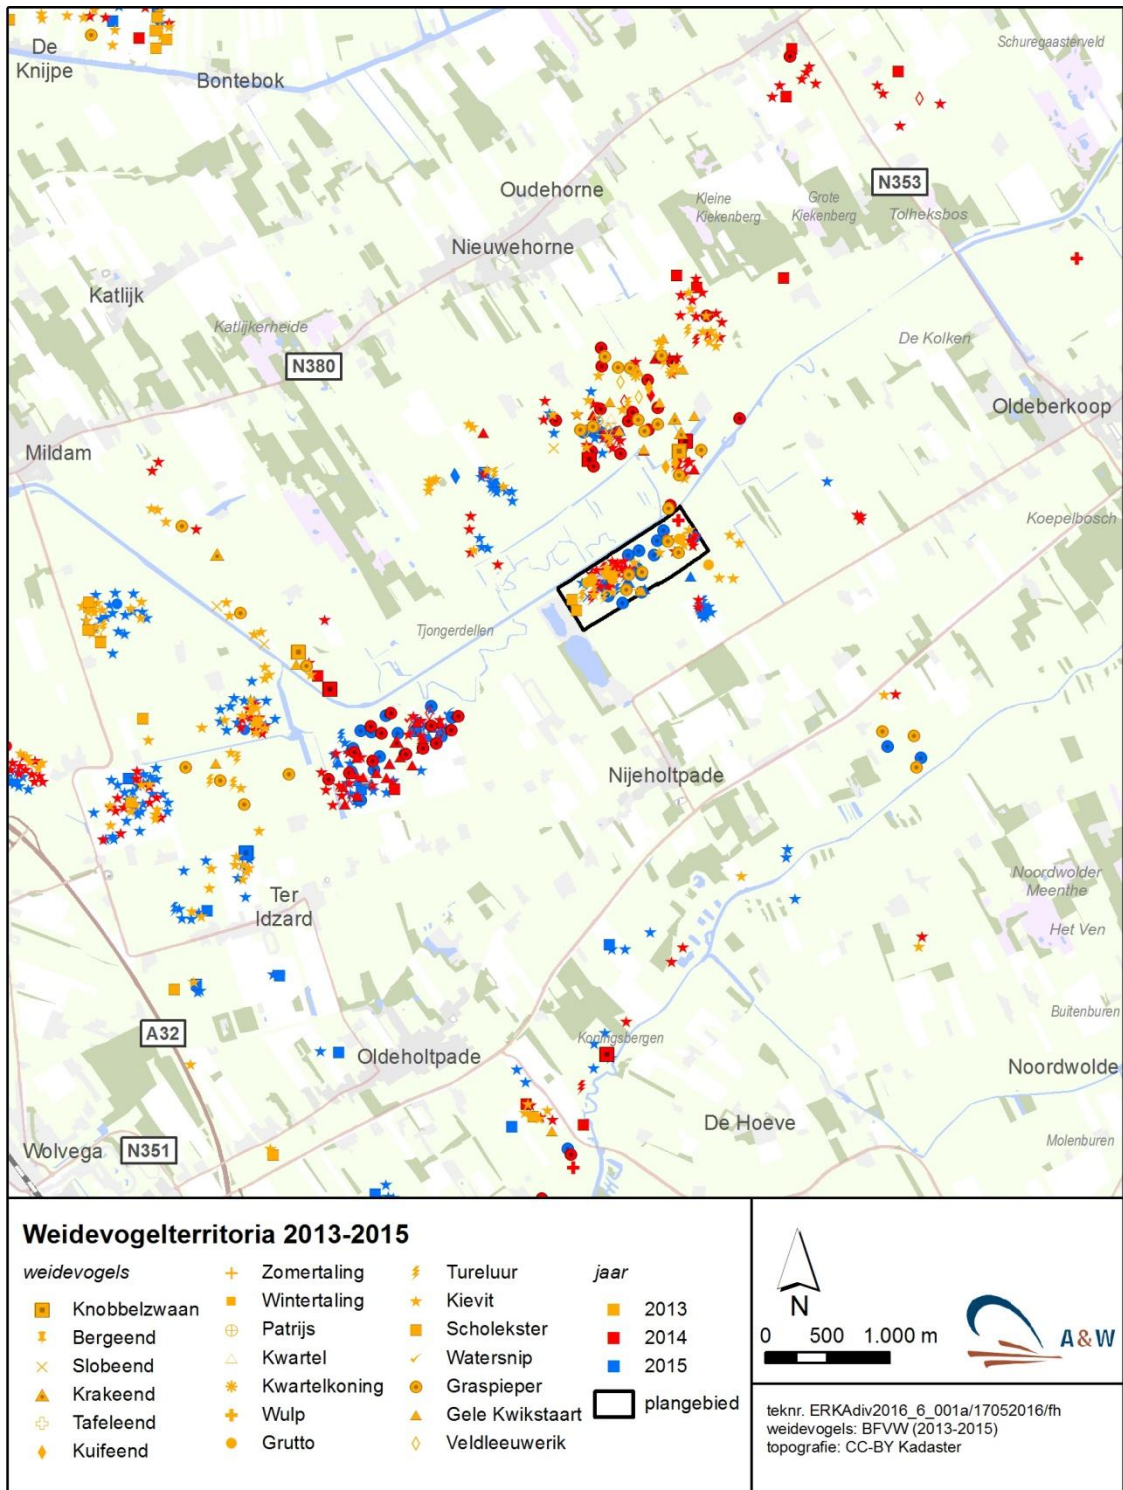 Schuregaasterveld
De
Knijpe
Bontebok
N353
Oudehorne
Kleine
Kiekenberg
Grote
Kiekenberg
Tolheksbos
Nieuwehorne
Katlijk
Katlijkerheide
De Kolken
N380
Oldeberkoop
Mildam
Koepelbosch
Tjongerdellen
Nijeholtpade
Noordwolder
Meenthe
Ter
Idzard
Het Ven
Buitenburen
A32
Koningsbergen
Oldeholtpade
Noordwolde
De Hoeve
Wolvega
N351
Molenburen
Weidevogelterritoria 2013-2015
weidevogels
Knobbelzwaan
Bergeend
Slobeend
Krakeend
Tafeleend
Kuifeend
Zomertaling
Wintertaling
Patrijs
Kwartel
Kwartelkoning
Wulp
Grutto
Tureluur
Kievit
Scholekster
Watersnip
Graspieper
Gele Kwikstaart
Veldleeuwerik
jaar
2013
2014
2015
plangebied
N
0 500 1.000 m
A&W
teknr. ERKAdiv2016_6_001a/17052016/fh
weidevogels: BFVW (2013-2015)
topografie: CC-BY Kadaster